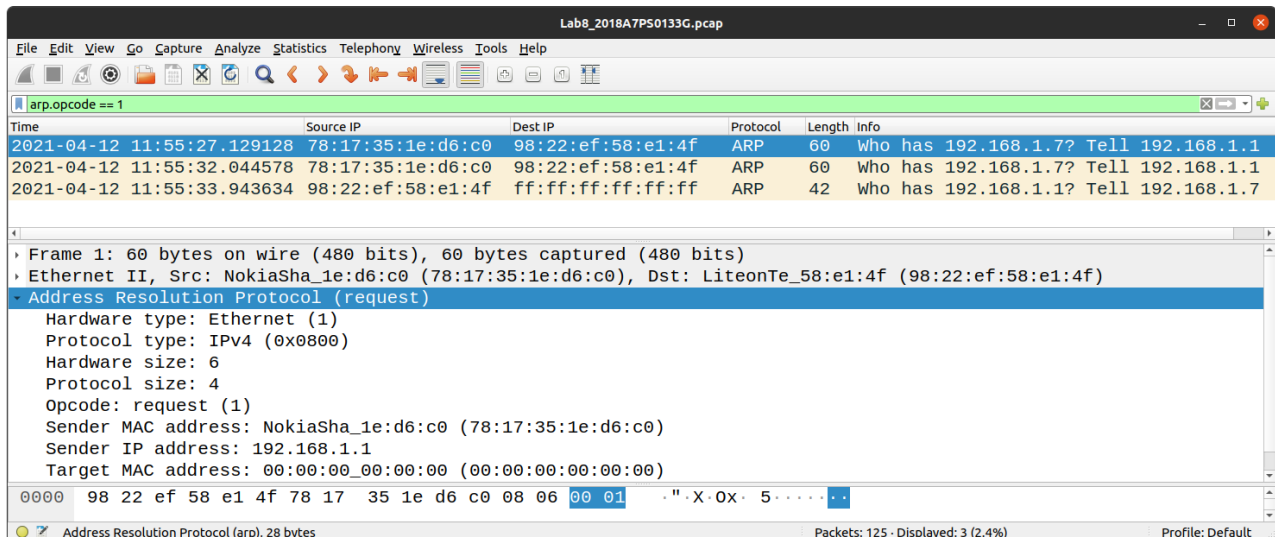 Lab8_2018A7PS0133G.pcap
File Edit View Go Capture Analyze Statistics Telephony Wireless Tools Help
arp.opcode == 1
Time Source IP Dest IP Protocol Length Info
2021-04-12 11:55:27.129128 78:17:35:1e:d6:c0 98:22:ef:58:e1:4f ARP 60 Who has 192.168.1.7? Tell 192.168.1.1
2021-04-12 11:55:32.044578 78:17:35:1e:d6:c0 98:22:ef:58:e1:4f ARP 60 Who has 192.168.1.7? Tell 192.168.1.1
2021-04-12 11:55:33.943634 98:22:ef:58:e1:4f ff:ff:ff:ff:ff:ff ARP 42 Who has 192.168.1.1? Tell 192.168.1.7
Frame 1: 60 bytes on wire (480 bits), 60 bytes captured (480 bits)
Ethernet II, Src: NokiaSha_1e:d6:c0 (78:17:35:1e:d6:c0), Dst: LiteonTe_58:e1:4f (98:22:ef:58:e1:4f)
Address Resolution Protocol (request)
Hardware type: Ethernet (1)
Protocol type: IPv4 (0x0800)
Hardware size: 6
Protocol size: 4
Opcode: request (1)
Sender MAC address: NokiaSha_1e:d6:c0 (78:17:35:1e:d6:c0)
Sender IP address: 192.168.1.1
Target MAC address: 00:00:00_00:00:00 (00:00:00:00:00:00)
0000 98 22 ef 58 e1 4f 78 17 35 1e d6 c0 08 06 00 01 ·"·X·Ox· 5·······
Address Resolution Protocol (arp), 28 bytes Packets: 125 · Displayed: 3 (2.4%) Profile: Default